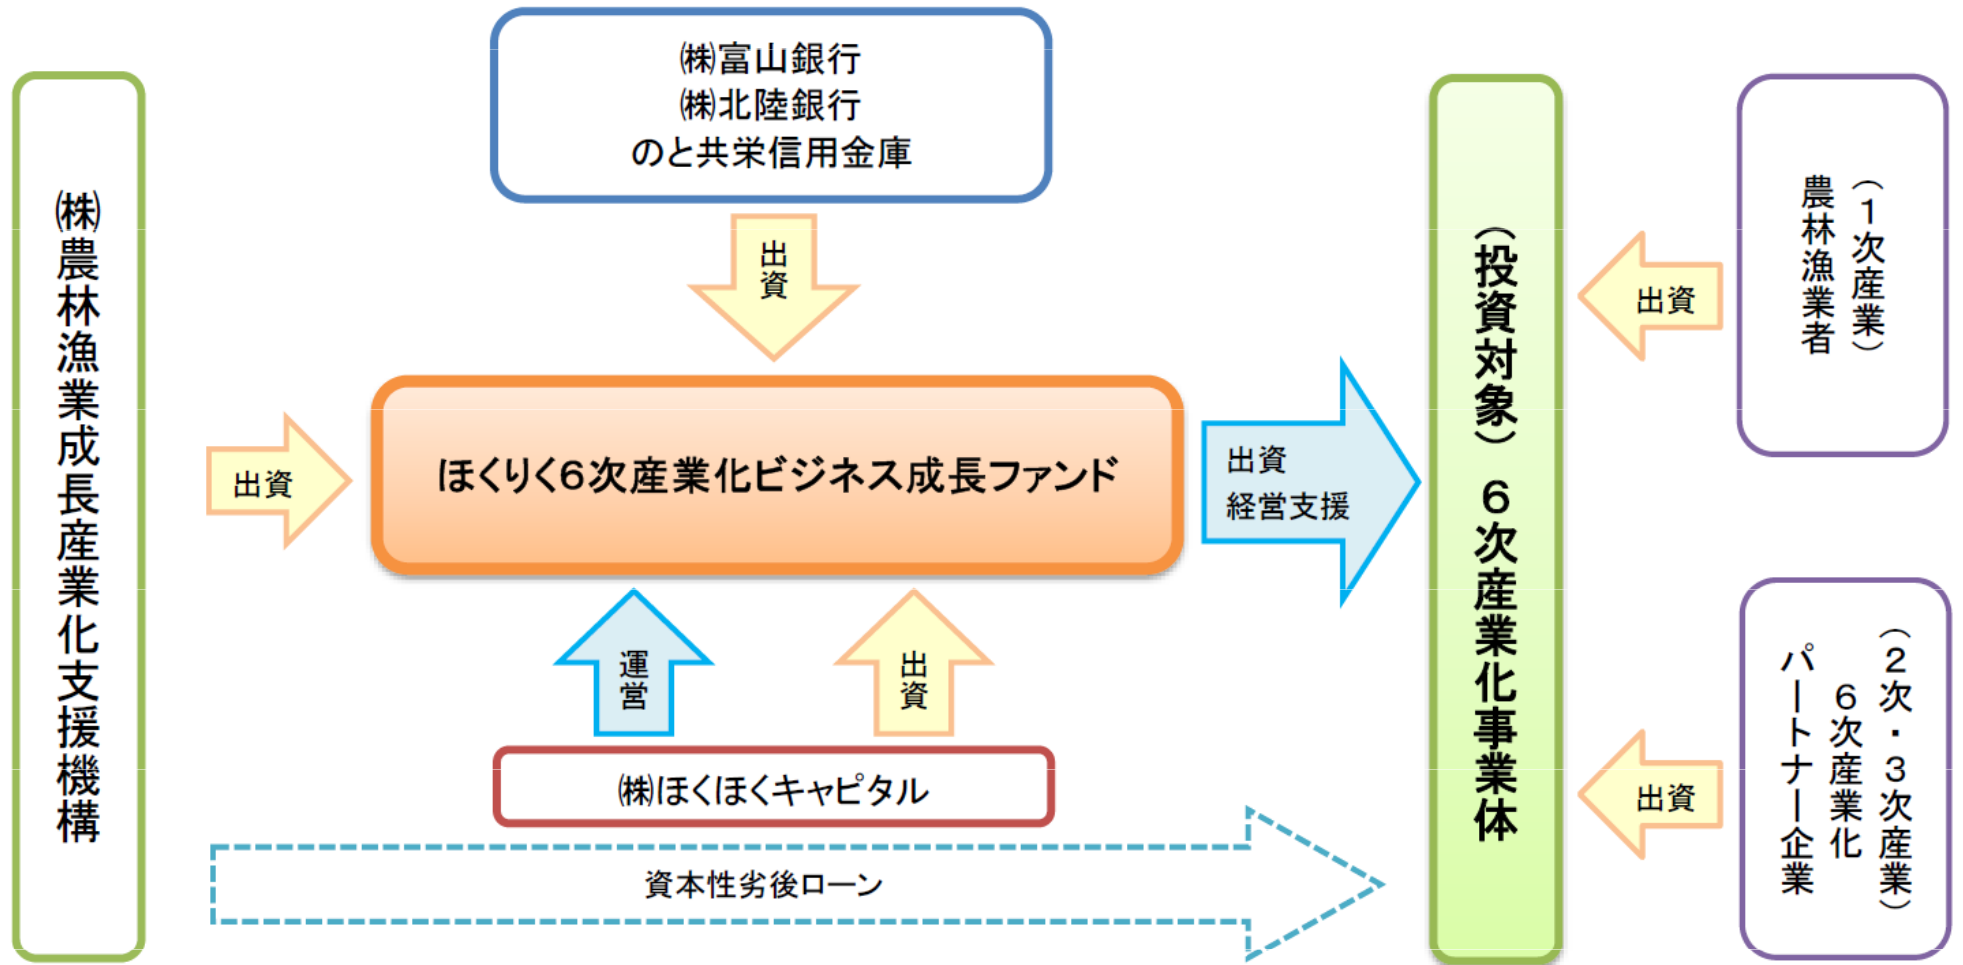 ㈱富山銀行
㈱北陸銀行
のと共栄信用金庫
㈱農林漁業成長産業化支援機構
出資
出資
ほくりく6次産業化ビジネス成長ファンド
出資
経営支援
運営
出資
㈱ほくほくキャピタル
資本性劣後ローン
（投資対象）６次産業化事業体
出資
（１次産業）
農林漁業者
出資
（２次・３次産業）
６次産業化
パートナー企業